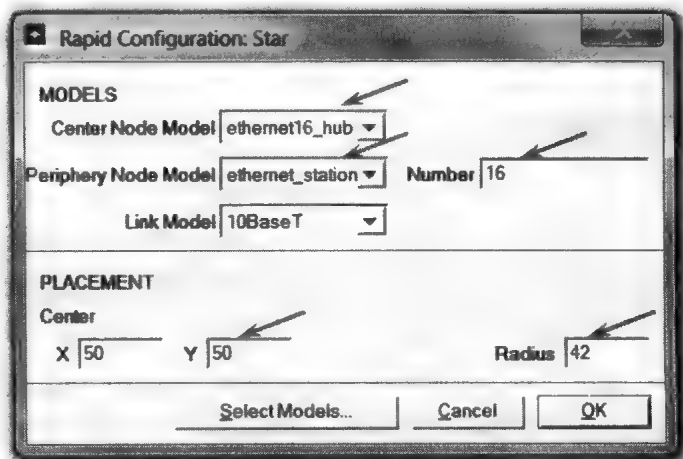 Rapid Configuration: Star
MODELS
Center Node Model ethernet16_hub
Periphery Node Model ethernet_station Number 16
Link Model 10BaseT
PLACEMENT
Center
X 50 Y 50 Radius 42
Select Models... Cancel OK